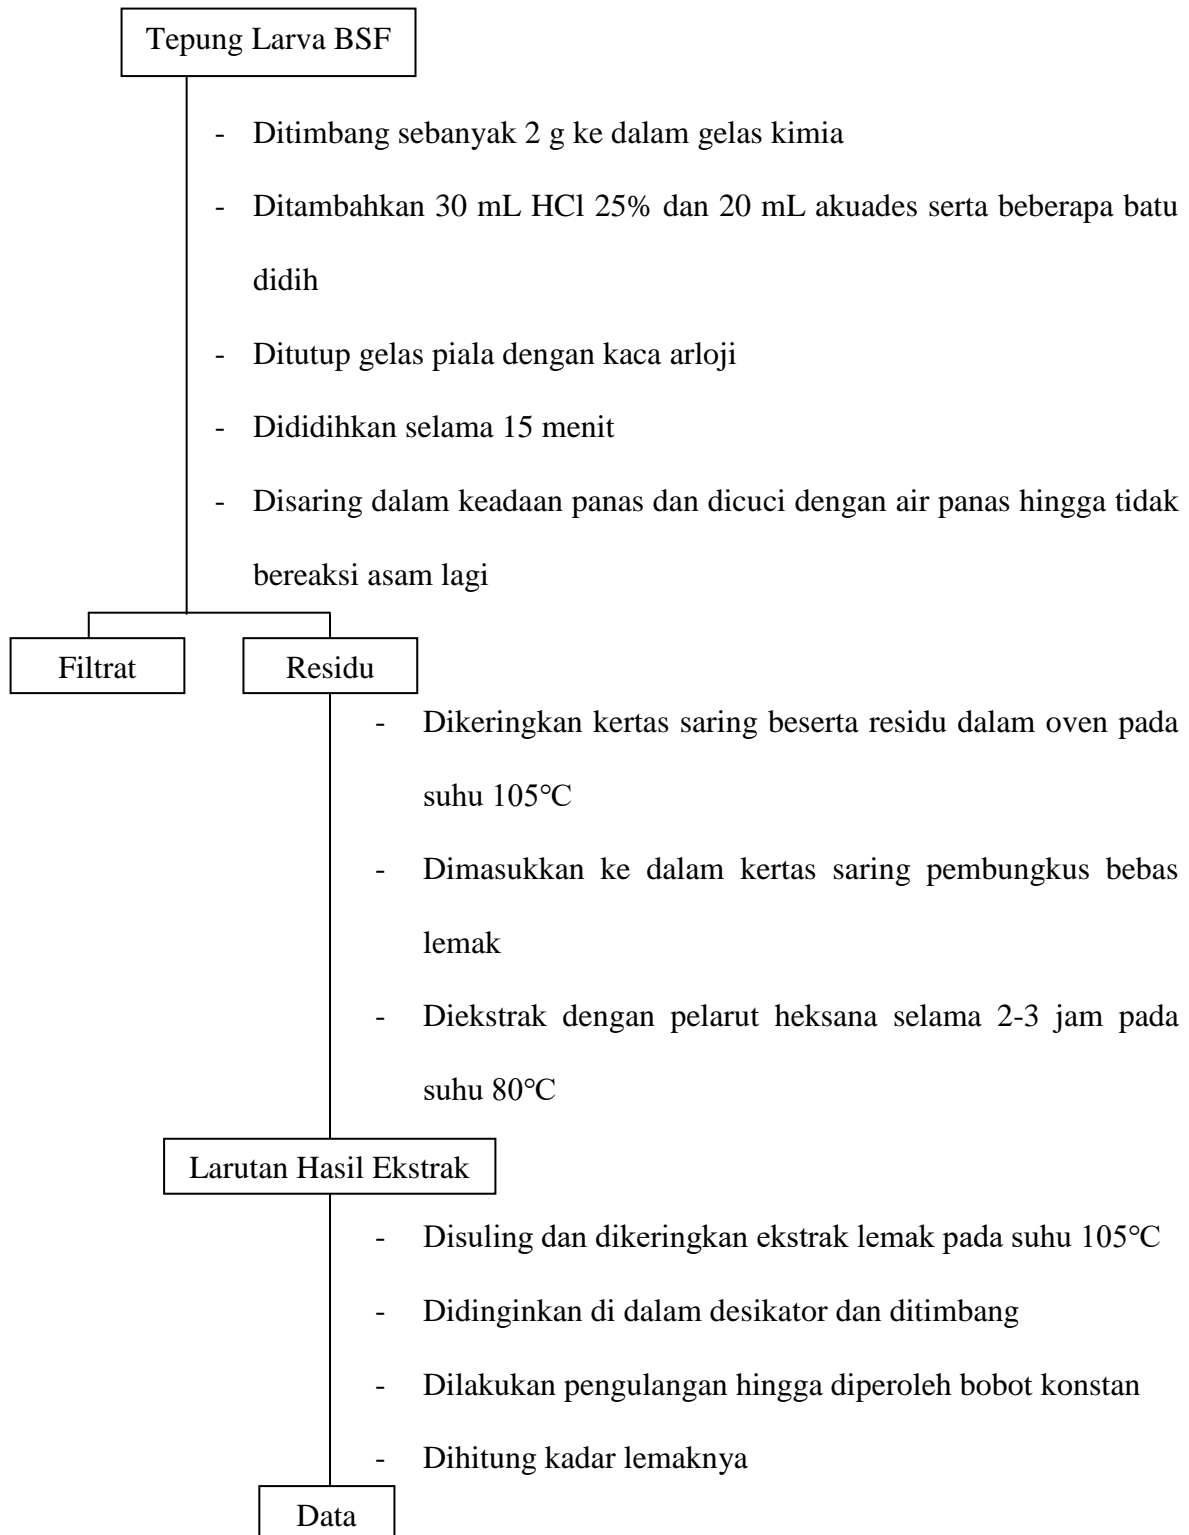 Tepung Larva BSF
- Ditimbang sebanyak 2 g ke dalam gelas kimia
- Ditambahkan 30 mL HCl 25% dan 20 mL akuades serta beberapa batu
didih
- Ditutup gelas piala dengan kaca arloji
- Dididihkan selama 15 menit
- Disaring dalam keadaan panas dan dicuci dengan air panas hingga tidak
bereaksi asam lagi
Filtrat
Residu
- Dikeringkan kertas saring beserta residu dalam oven pada
suhu 105°C
- Dimasukkan ke dalam kertas saring pembungkus bebas
lemak
- Diekstrak dengan pelarut heksana selama 2-3 jam pada
suhu 80°C
Larutan Hasil Ekstrak
- Disuling dan dikeringkan ekstrak lemak pada suhu 105°C
- Didinginkan di dalam desikator dan ditimbang
- Dilakukan pengulangan hingga diperoleh bobot konstan
- Dihitung kadar lemaknya
Data